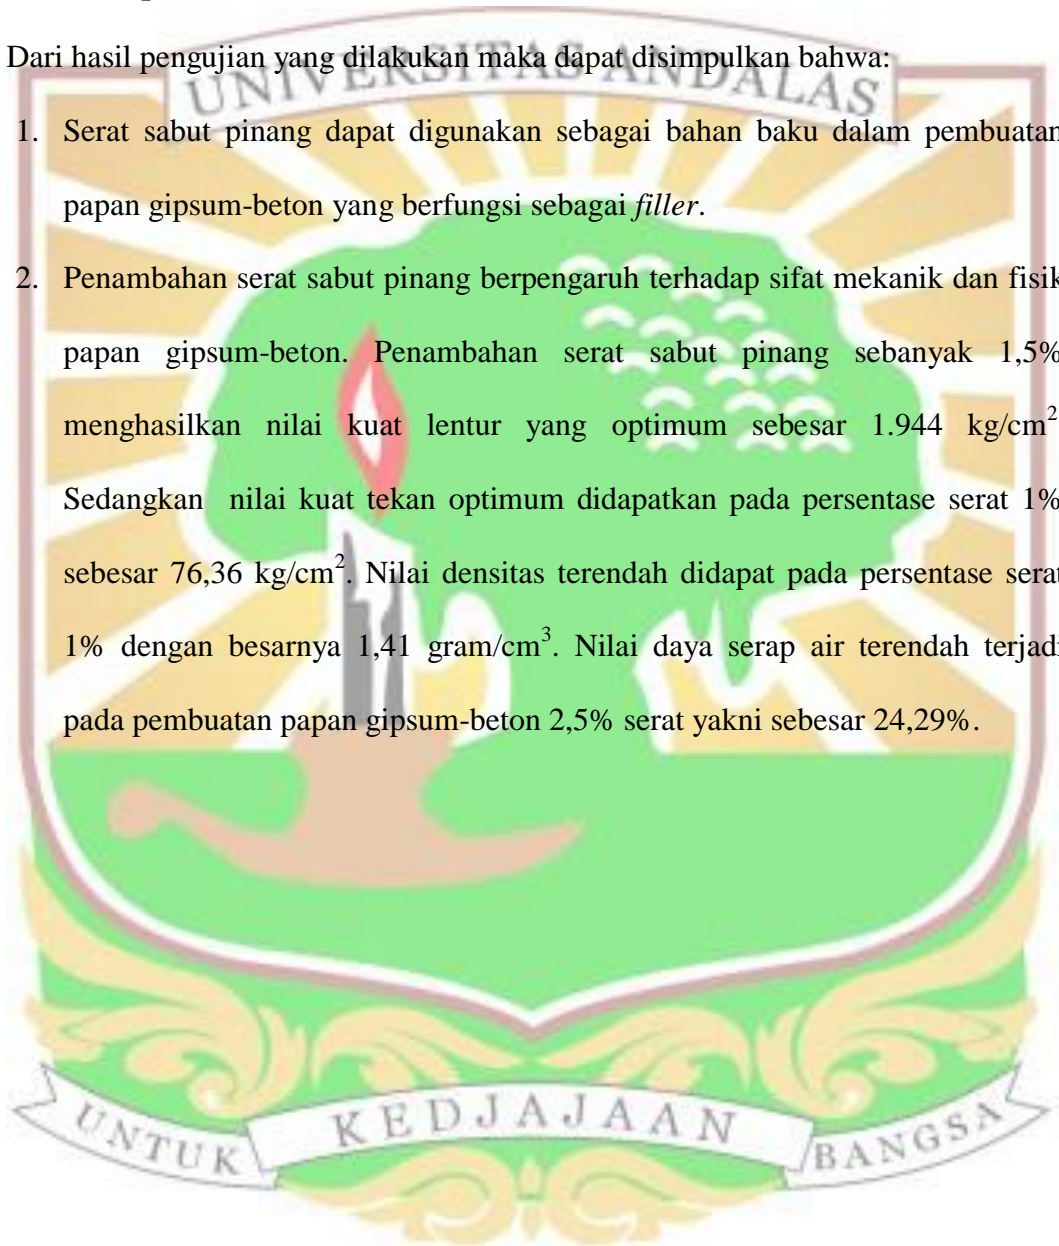 Dari hasil pengujian yang dilakukan maka dapat disimpulkan bahwa:
UNIVERSITAS ANDALAS
1. Serat sabut pinang dapat digunakan sebagai bahan baku dalam pembuatan
papan gipsum-beton yang berfungsi sebagai filler.
2. Penambahan serat sabut pinang berpengaruh terhadap sifat mekanik dan fisik
papan gipsum-beton. Penambahan serat sabut pinang sebanyak 1,5%
menghasilkan nilai kuat lentur yang optimum sebesar 1.944 kg/cm²
Sedangkan nilai kuat tekan optimum didapatkan pada persentase serat 1%
sebesar 76,36 kg/cm². Nilai densitas terendah didapat pada persentase serat
1% dengan besarnya 1,41 gram/cm³. Nilai daya serap air terendah terjadi
pada pembuatan papan gipsum-beton 2,5% serat yakni sebesar 24,29%.
UNTUK KEDJAJAAN BANGSA